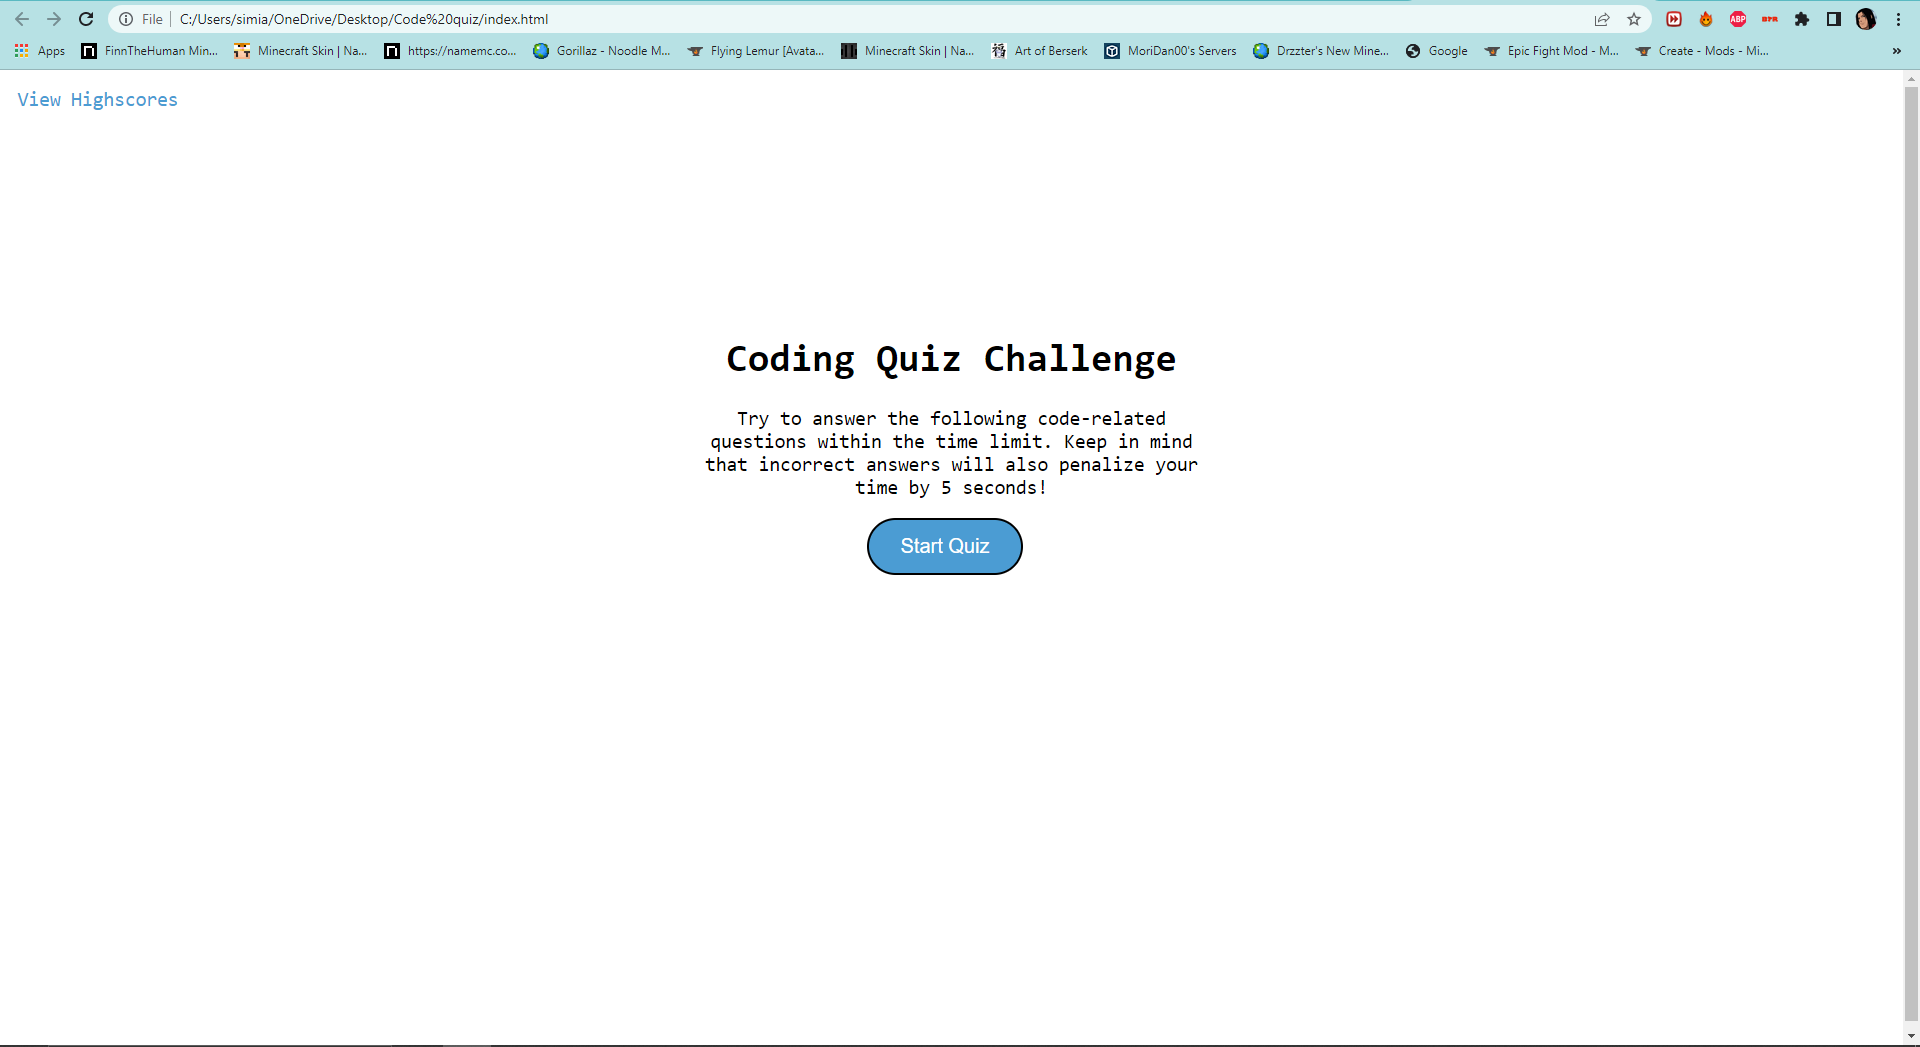 File C:/Users/simia/OneDrive/Desktop/Code%20quiz/index.html ABP
Apps FinnTheHuman Min... Minecraft Skin | Na... https://namemc.co... Gorillaz - Noodle M... Flying Lemur [Avata... Minecraft Skin | Na... Art of Berserk MoriDan00's Servers Drzzter's New Mine... Google Epic Fight Mod - M... Create - Mods - Mi... »
View Highscores
Coding Quiz Challenge
Try to answer the following code-related
questions within the time limit. Keep in mind
that incorrect answers will also penalize your
time by 5 seconds!
Start Quiz